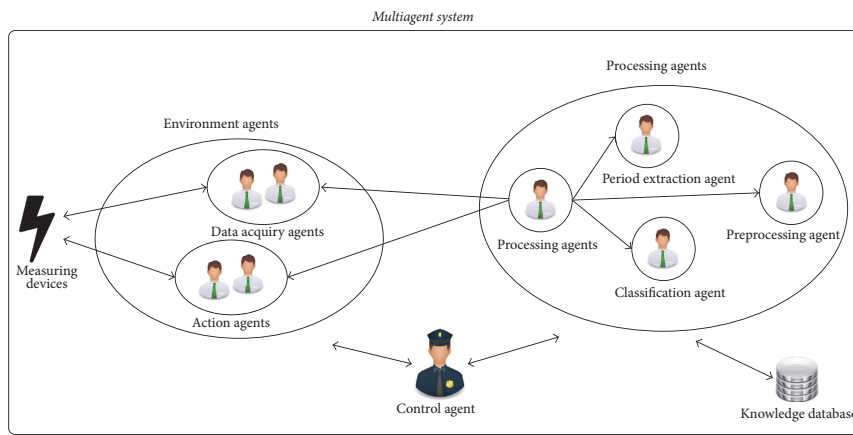 Multiagent system
Processing agents
Environment agents
Period extraction agent
Data acquiry agents
Processing agents
Preprocessing agent
Measuring
devices
Classification agent
Action agents
Control agent
Knowledge database